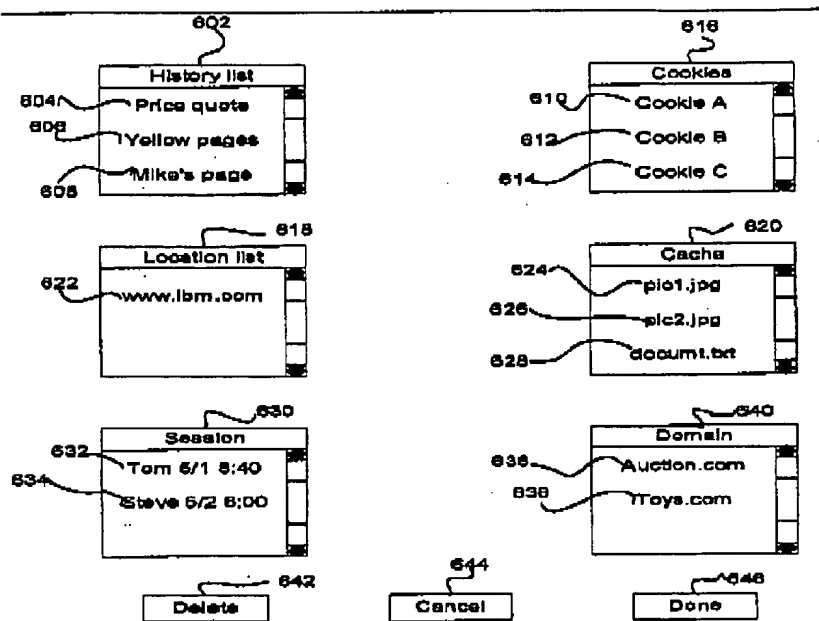 602
History list
604
Price quote
606
Yellow pages
608
Mike's page
616
Cookies
610
Cookie A
612
Cookie B
614
Cookie C
618
Location list
622
www.ibm.com
620
Cache
624
pic1.jpg
626
pic2.jpg
628
documt.txt
630
Session
632
Tom 5/1 8:40
634
Steve 5/2 6:00
640
Domain
636
Auction.com
638
iToys.com
642
Delete
644
Cancel
646
Done